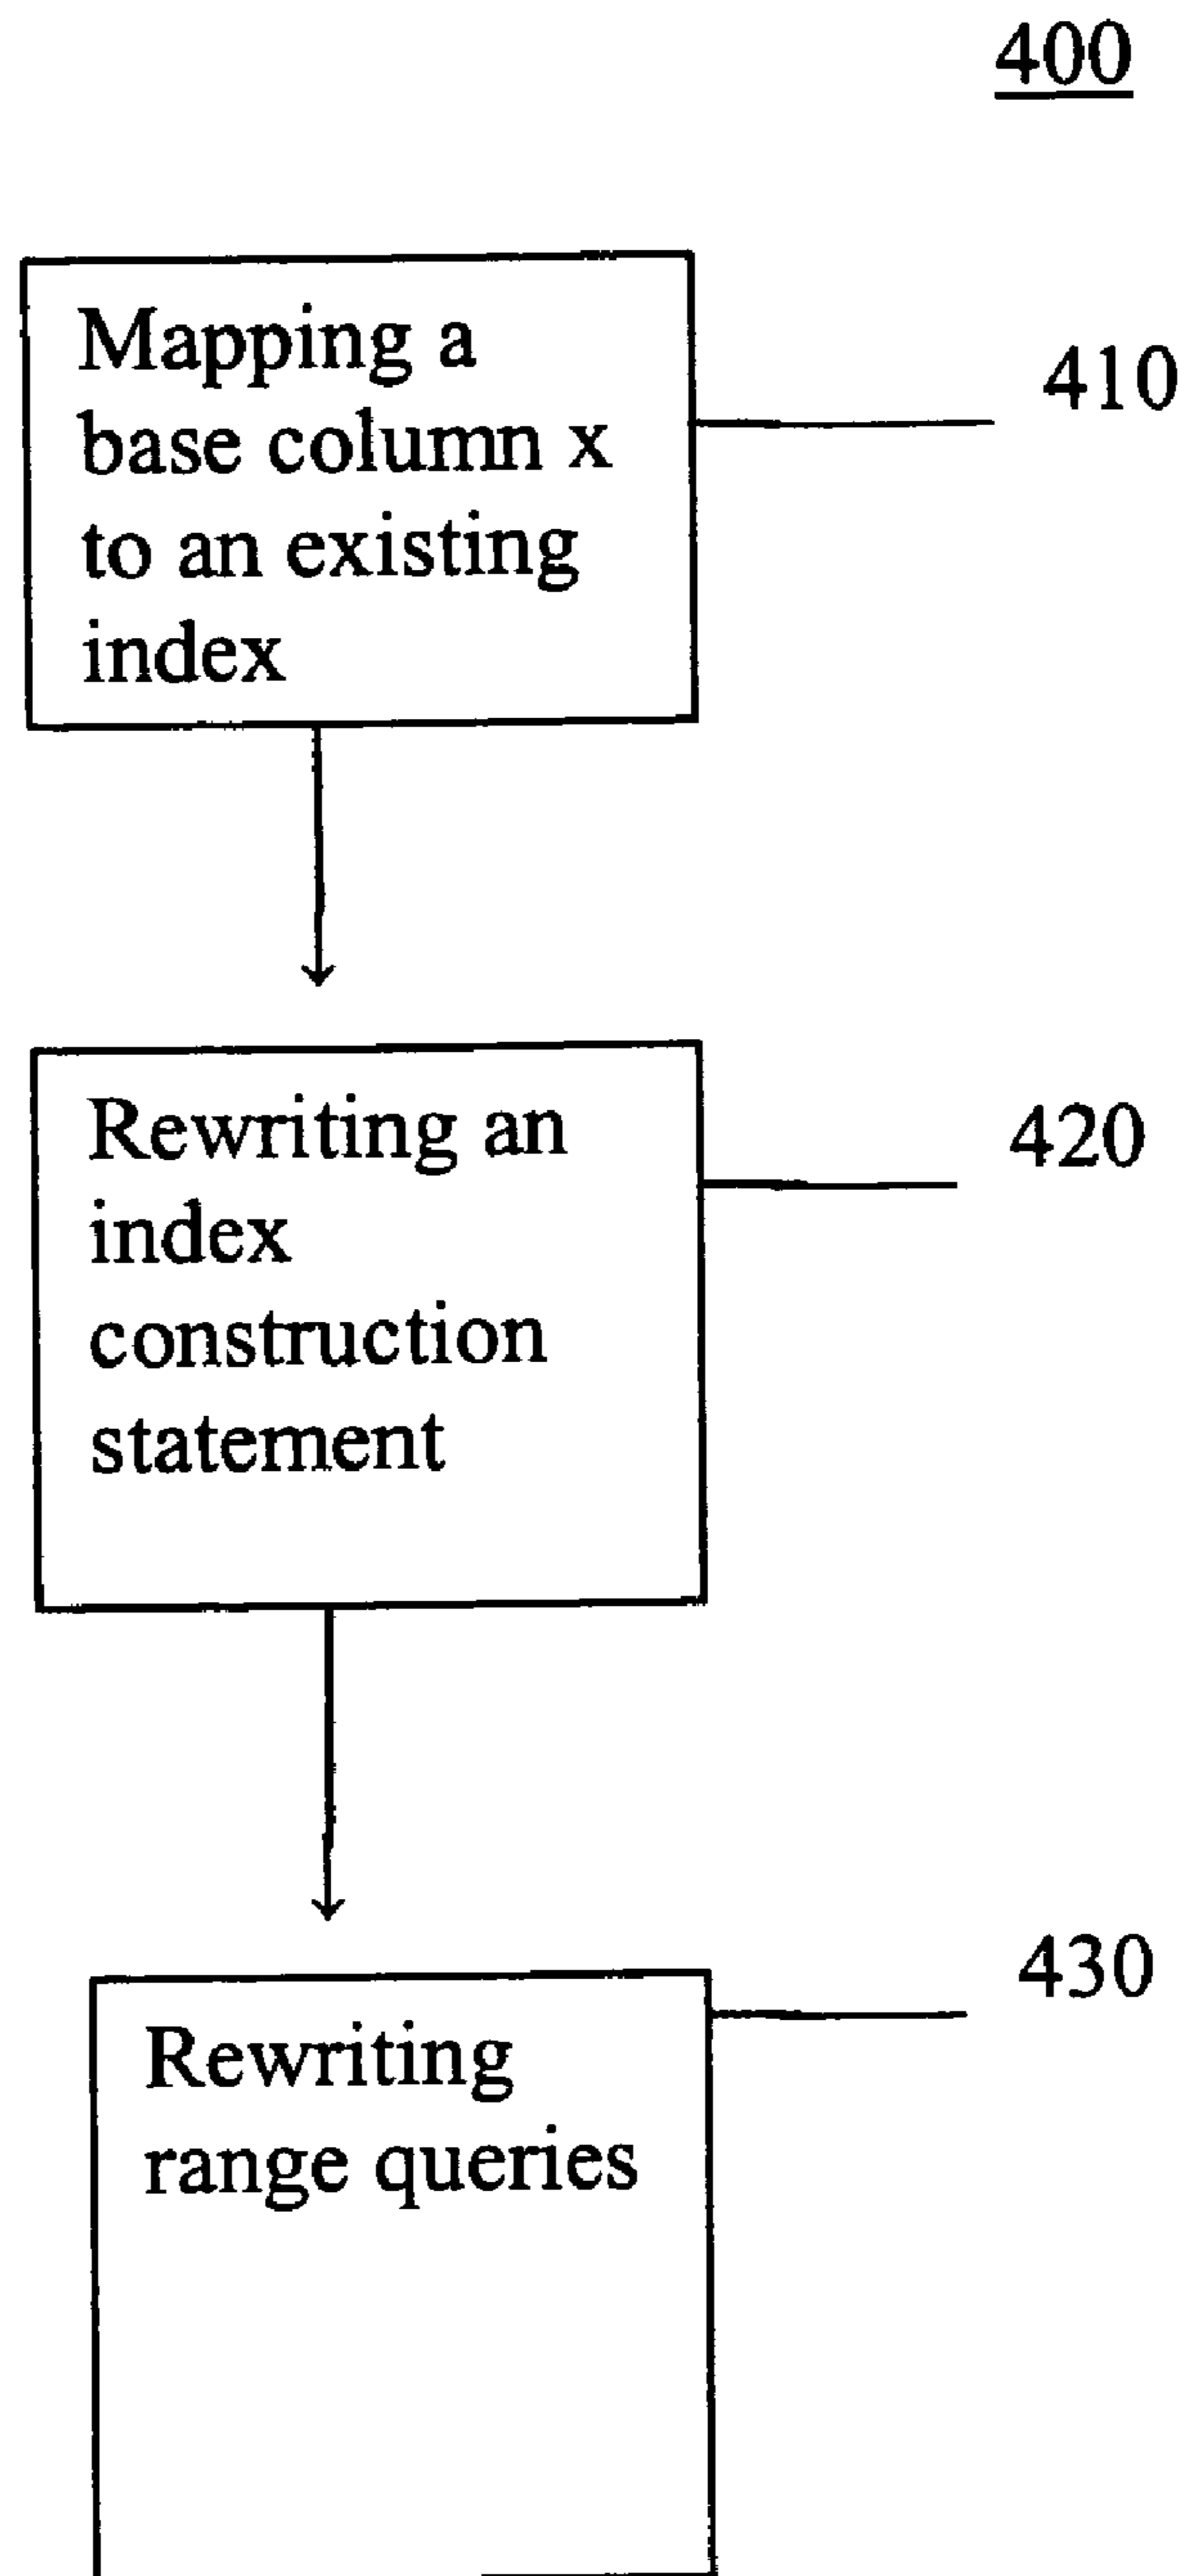 400
Mapping a
base column x
to an existing
index
410
Rewriting an
index
construction
statement
420
Rewriting
range queries
430